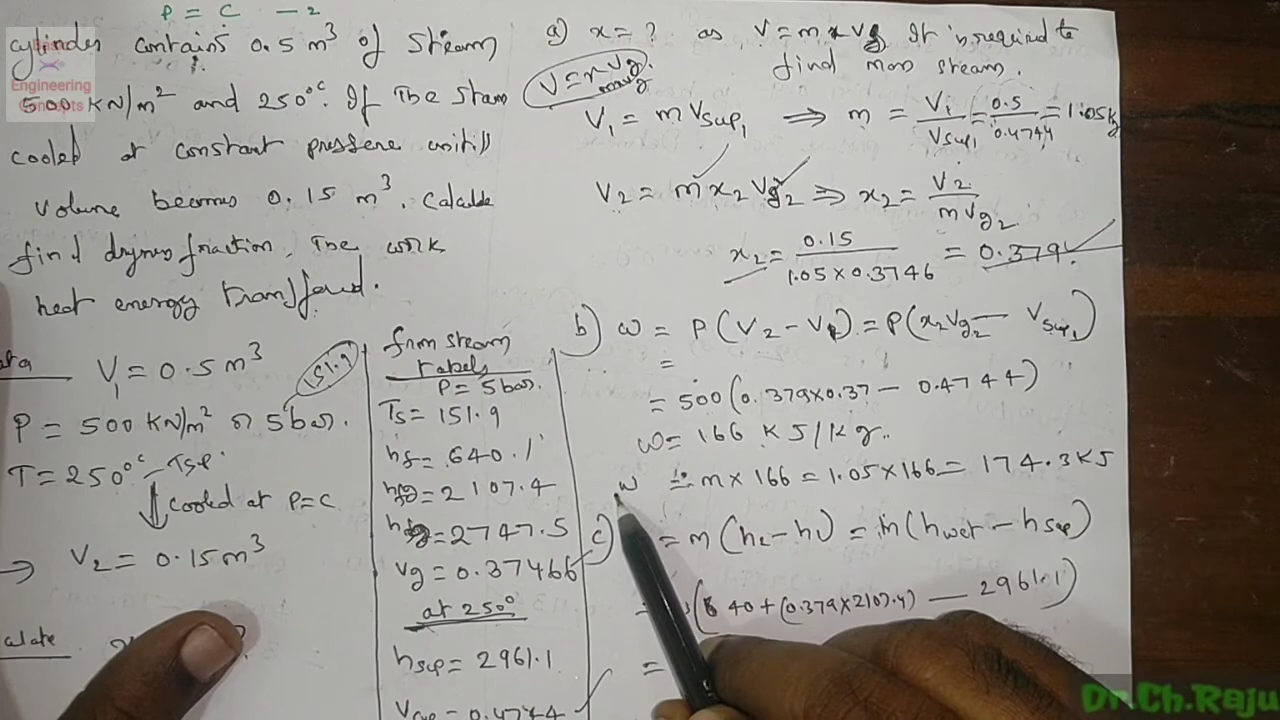 P = C - 2
cylinder contains 0.5 m³ of steam
500 KN/m² and 250°C. If The Steam
cooled at constant pressure until
volume becomes 0.15 m³. Calculate
find dryness fraction, The work
heat energy transferred.
V₁ = 0.5 m³
(151.9)
P = 500 KN/m² or 5 bar.
T = 250°C - Tsup
cooled at P=C
→ V₂ = 0.15 m³
from steam
tables
P = 5 bar.
Ts = 151.9
hf = 640.1
hfg = 2107.4
hg = 2747.5
Vg = 0.37466
at 250°
hsup = 2961.1
Vsup = 0.4744
a) x = ? as V = m x Vg It is required to
find mass steam.
V₁ = m Vsup₁ ⟹ m = V₁/Vsup₁ = 0.5/0.4744 = 1.05 kg
V₂ = m x₂ Vg₂ ⟹ x₂ = V₂/m Vg₂
x₂ = 0.15/1.05 × 0.3746 = 0.379
b) W = P (V₂ - V₁) = P (x₂ Vg₂ - Vsup₁)
=
= 500 (0.379 × 0.37 - 0.4744)
W = 166 KJ/Kg.
W = m × 166 = 1.05 × 166 = 174.3 KJ
c) = m (h₂ - h₁) = m (hwet - hsup)
640 + (0.379 × 2107.4) - 2961.1)
=
Engineering
Concepts
Dr.Ch.Raju